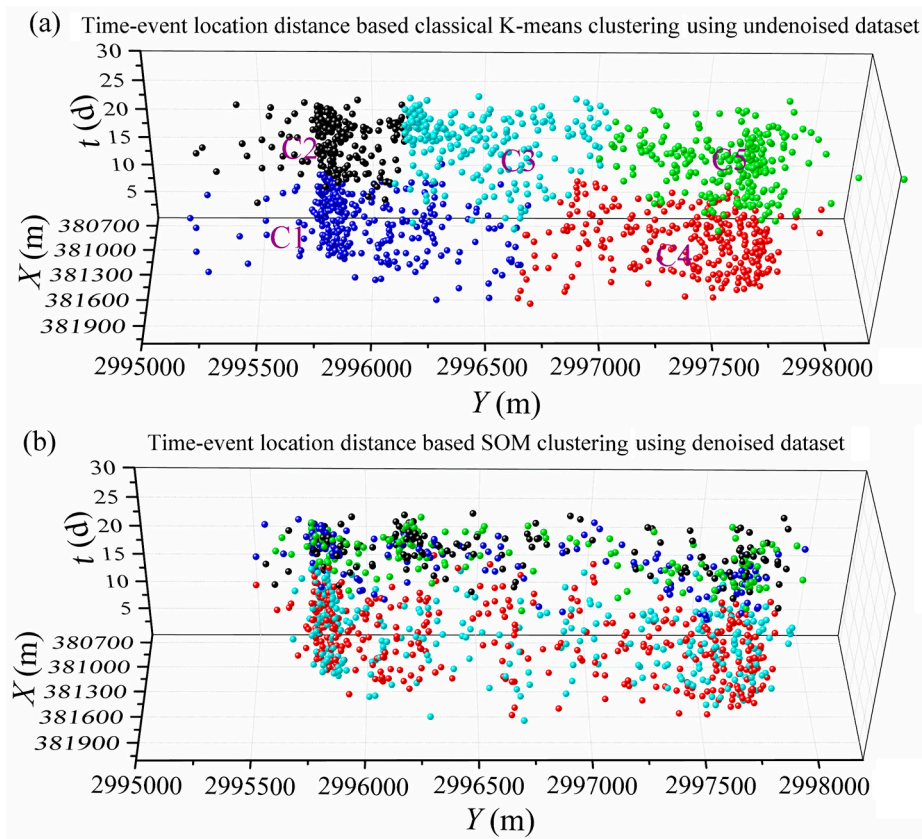 (a) Time-event location distance based classical K-means clustering using undenoised dataset
30
25
20
15
10
5
t (d)
380700
381000
381300
381600
381900
X (m)
C2
C3
C5
C1
C4
2995000 2995500 2996000 2996500 2997000 2997500 2998000
Y (m)
(b) Time-event location distance based SOM clustering using denoised dataset
30
25
20
15
10
5
t (d)
380700
381000
381300
381600
381900
X (m)
2995000 2995500 2996000 2996500 2997000 2997500 2998000
Y (m)